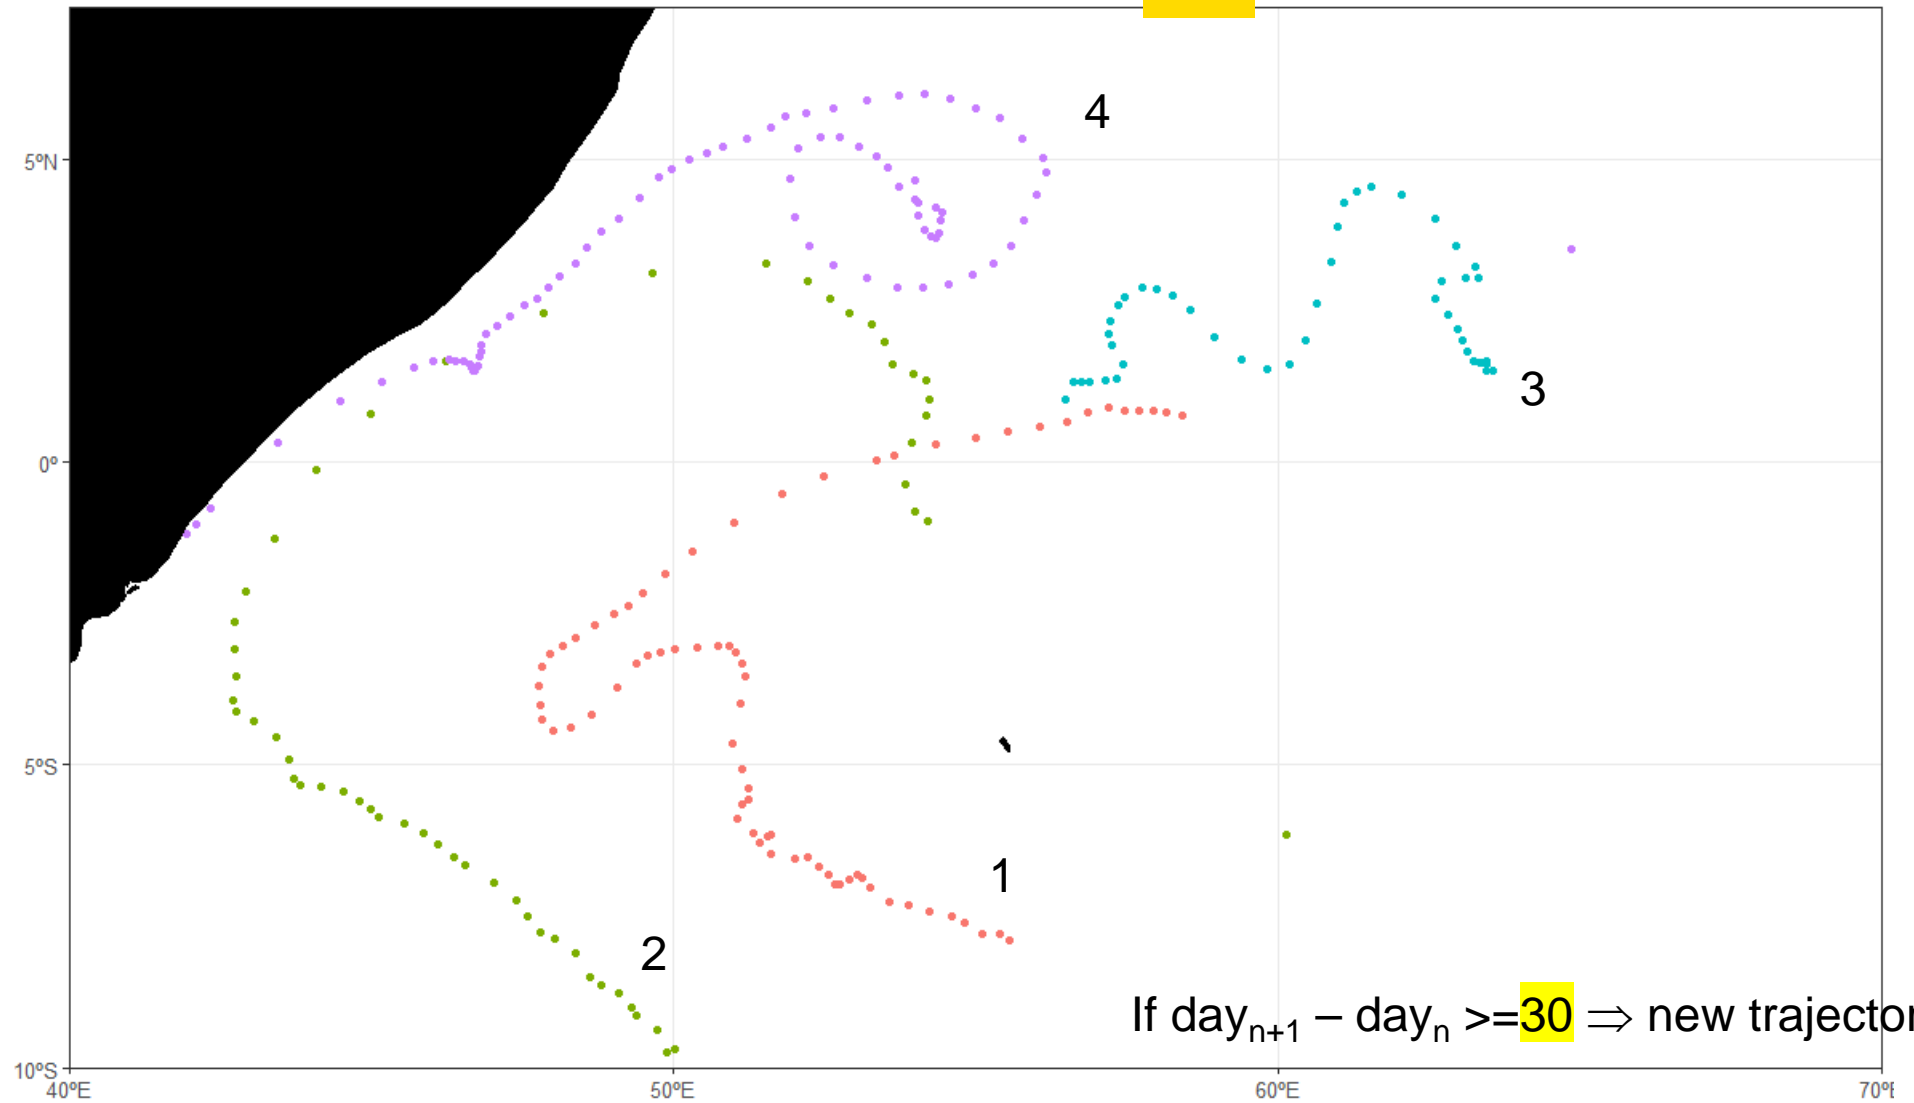 4
5ºN
3
0º
5ºS
1
2
If dayn+1 – dayn >=30 ⇒ new trajector
10ºS
40ºE 50ºE 60ºE 70ºE